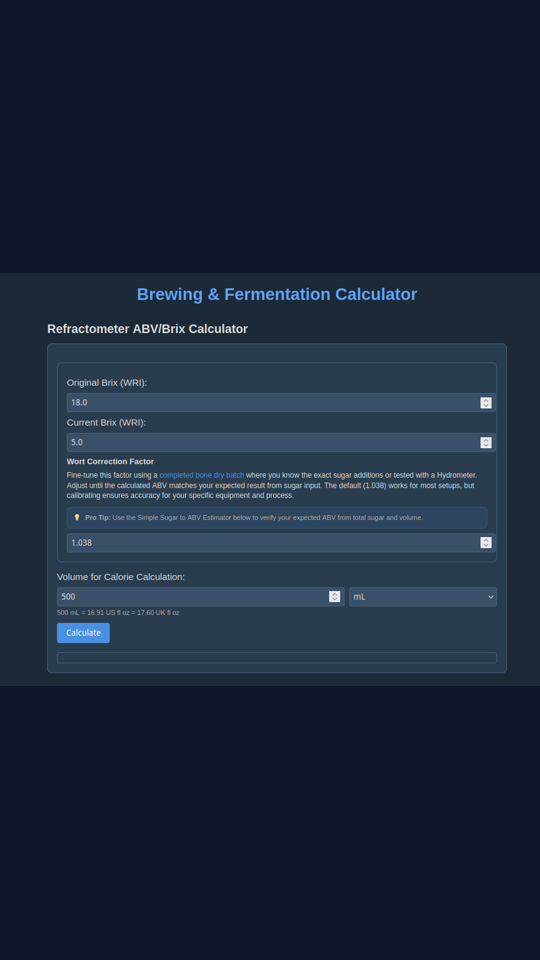 Brewing & Fermentation Calculator
Refractometer ABV/Brix Calculator
Original Brix (WRI):
18.0
Current Brix (WRI):
5.0
Wort Correction Factor
Fine-tune this factor using a completed bone dry batch where you know the exact sugar additions or tested with a Hydrometer.
Adjust until the calculated ABV matches your expected result from sugar input. The default (1.038) works for most setups, but
calibrating ensures accuracy for your specific equipment and process.
💡 Pro Tip: Use the Simple Sugar to ABV Estimator below to verify your expected ABV from total sugar and volume.
1.038
Volume for Calorie Calculation:
500
mL
500 mL = 16.91 US fl oz = 17.60 UK fl oz
Calculate